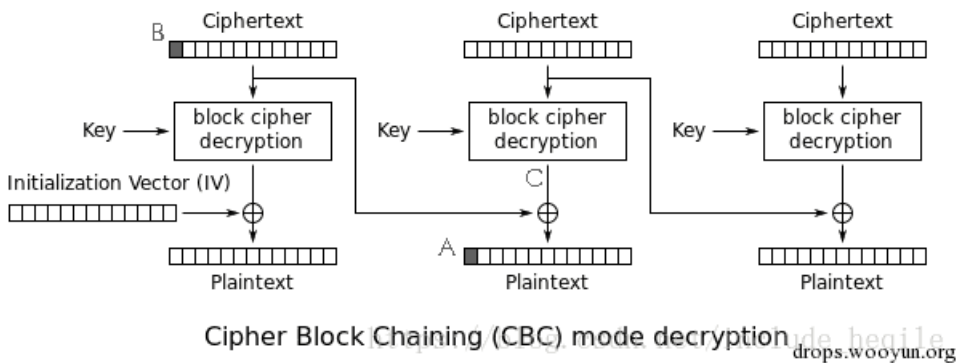 B
Ciphertext
Ciphertext
Ciphertext
Key
block cipher
decryption
Key
block cipher
decryption
Key
block cipher
decryption
Initialization Vector (IV)
C
A
Plaintext
Plaintext
Plaintext
Cipher Block Chaining (CBC) mode decryption
drops.wooyun.org